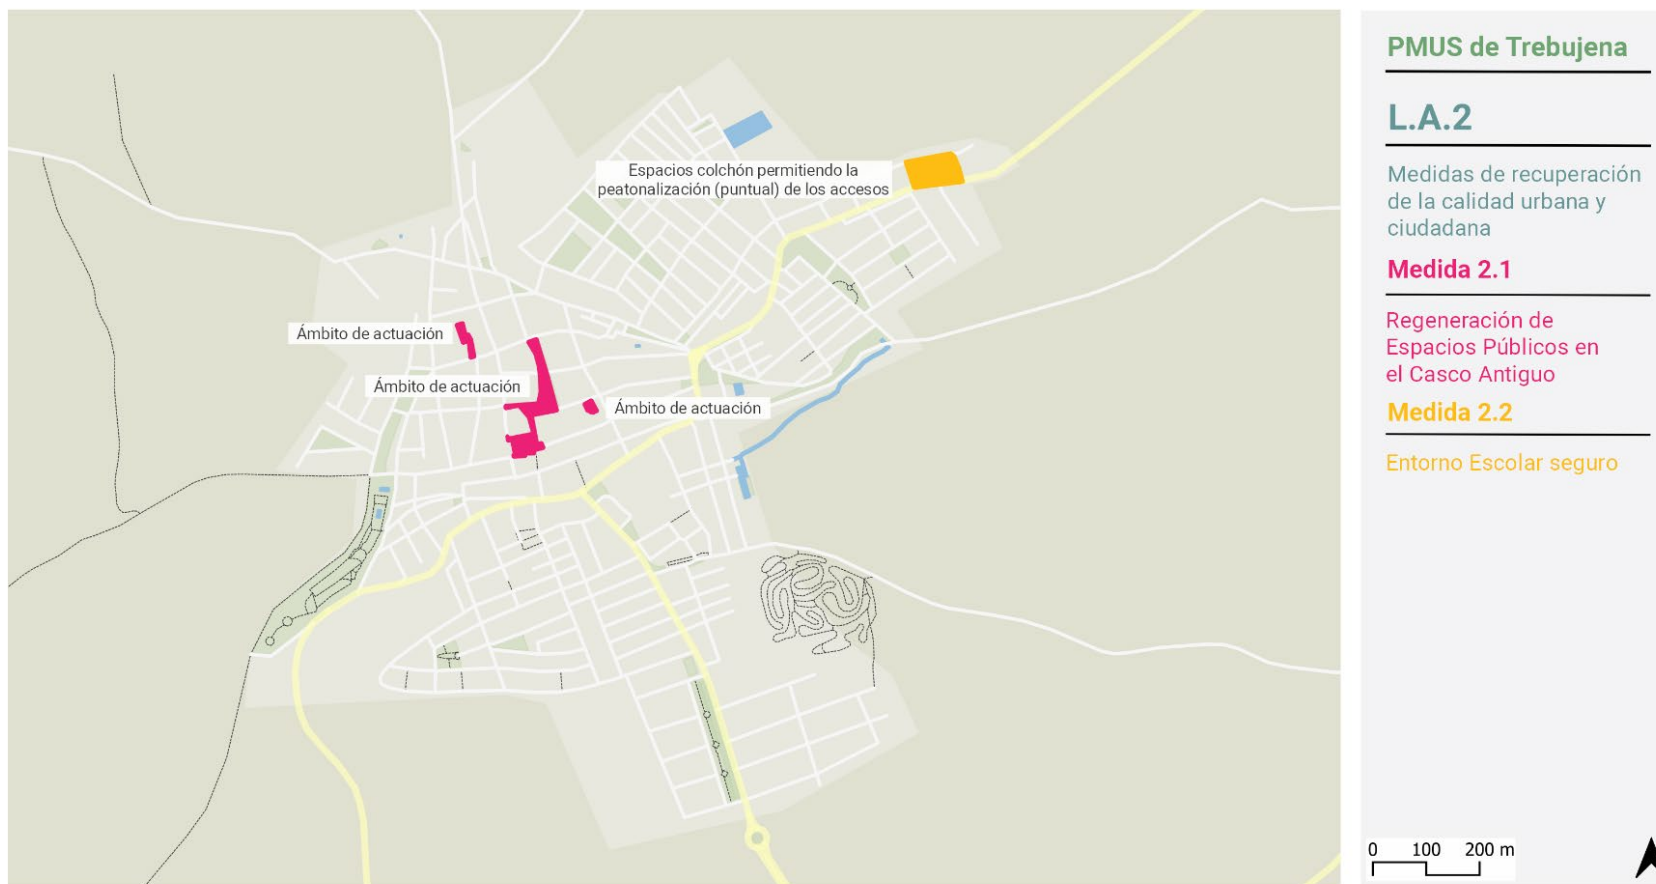 Espacios colchón permitiendo la
peatonalización (puntual) de los accesos
Ámbito de actuación
Ámbito de actuación
Ámbito de actuación
PMUS de Trebujena
L.A.2
Medidas de recuperación
de la calidad urbana y
ciudadana
Medida 2.1
Regeneración de
Espacios Públicos en
el Casco Antiguo
Medida 2.2
Entorno Escolar seguro
0 100 200 m